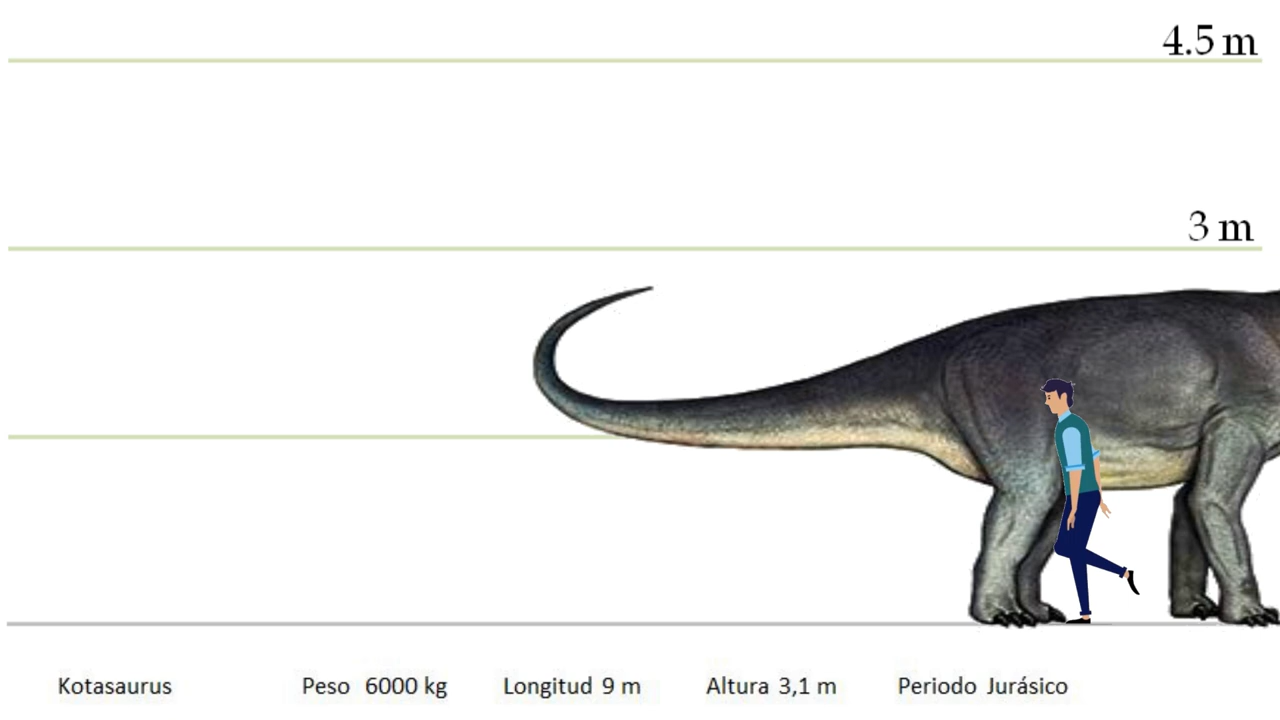 4.5 m
3 m
Kotasaurus Peso 6000 kg Longitud 9 m Altura 3,1 m Periodo Jurásico